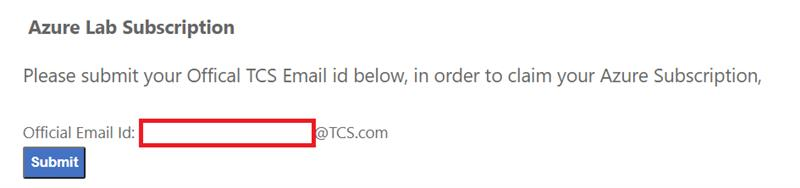 Azure Lab Subscription
Please submit your Offical TCS Email id below, in order to claim your Azure Subscription,
Official Email Id: @TCS.com
Submit